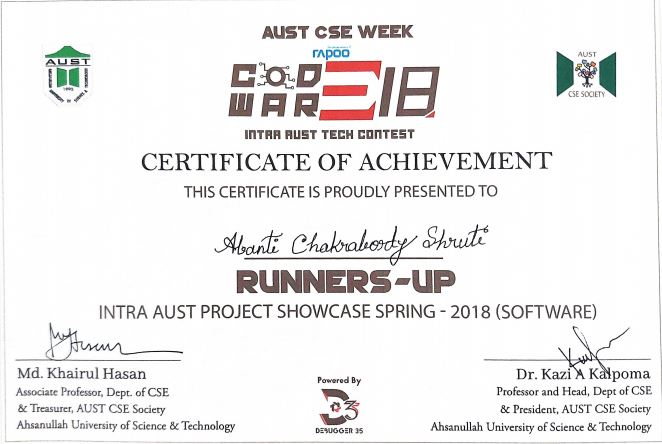 AUST CSE WEEK
rapoo
CODE
WAR 18
INTRA AUST TECH CONTEST
AUST
1995
AUST
CSE SOCIETY
CERTIFICATE OF ACHIEVEMENT
THIS CERTIFICATE IS PROUDLY PRESENTED TO
Abanti Chakraboody Shruti
RUNNERS-UP
INTRA AUST PROJECT SHOWCASE SPRING - 2018 (SOFTWARE)
Md. Khairul Hasan
Associate Professor, Dept. of CSE
& Treasurer, AUST CSE Society
Ahsanullah University of Science & Technology
Powered By
D35
DEBUGGER 35
Dr. Kazi A Kalpoma
Professor and Head, Dept of CSE
& President, AUST CSE Society
Ahsanullah University of Science & Technology